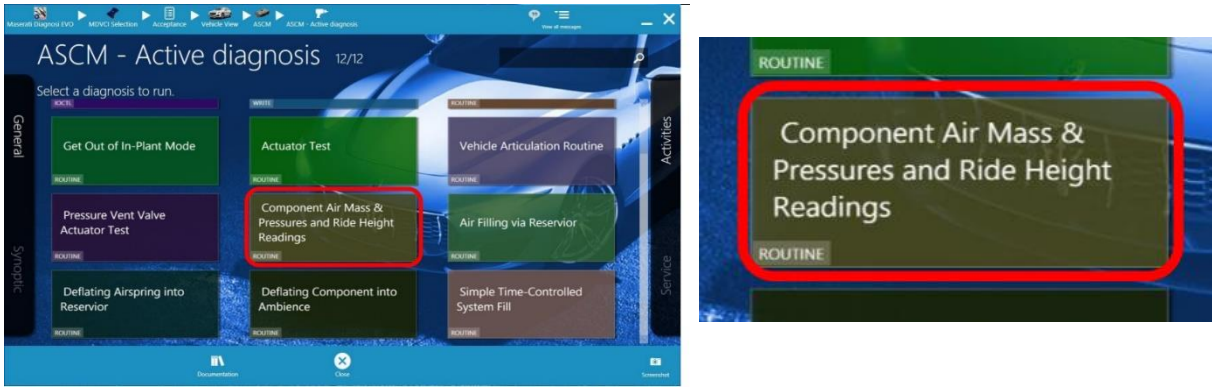 Maserati Diagnosi EVO
MDVCI Selection
Acceptance
Vehicle View
ASCM
ASCM - Active diagnosis
View all messages
ASCM - Active diagnosis 12/12
Select a diagnosis to run.
General
Synoptic
Activities
Service
IOCTL
WRITE
ROUTINE
Get Out of In-Plant Mode
ROUTINE
Actuator Test
Vehicle Articulation Routine
ROUTINE
Pressure Vent Valve
Actuator Test
ROUTINE
Component Air Mass &
Pressures and Ride Height
Readings
ROUTINE
Air Filling via Reservior
ROUTINE
Deflating Airspring into
Reservior
ROUTINE
Deflating Component into
Ambience
ROUTINE
Simple Time-Controlled
System Fill
ROUTINE
Documentation
Close
Screenshot
ROUTINE
Component Air Mass &
Pressures and Ride Height
Readings
ROUTINE